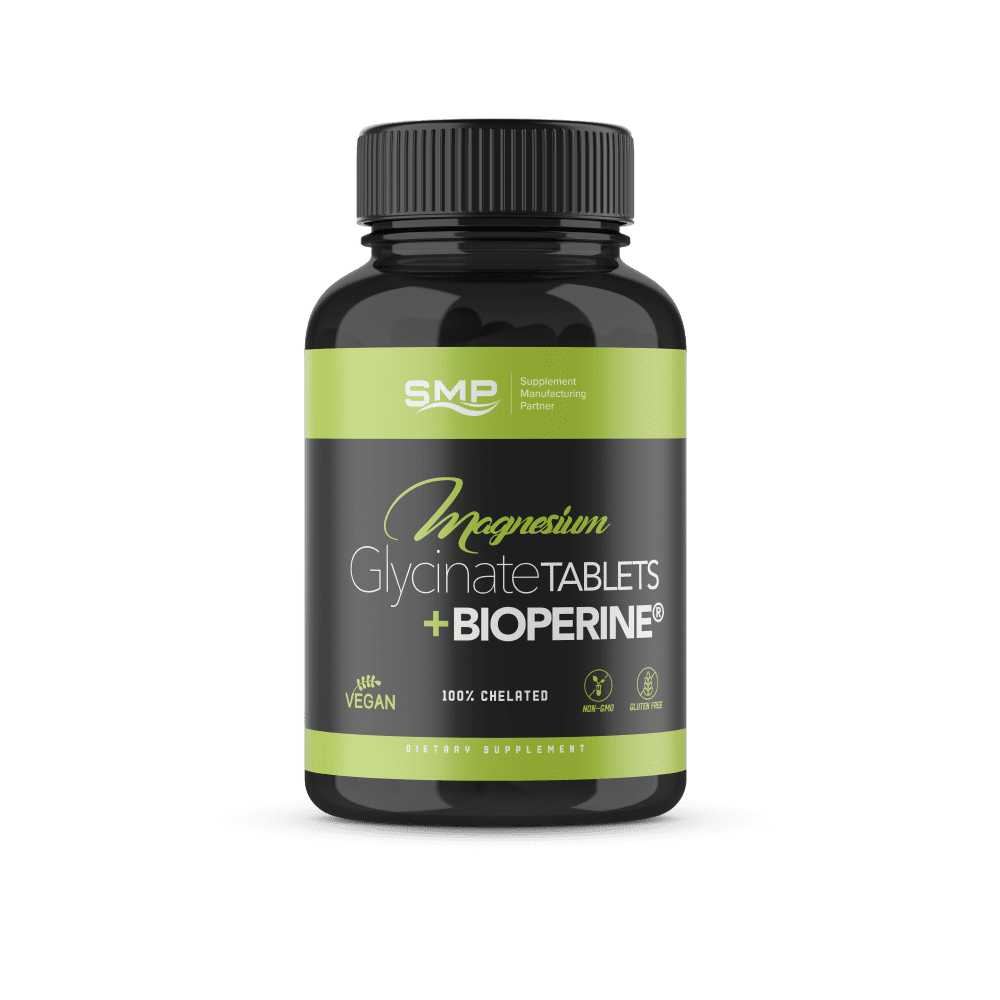 SMP
Supplement
Manufacturing
Partner
Magnesium
Glycinate TABLETS
+BIOPERINE®
VEGAN
100% CHELATED
NON-GMO
GLUTEN FREE
DIETARY SUPPLEMENT